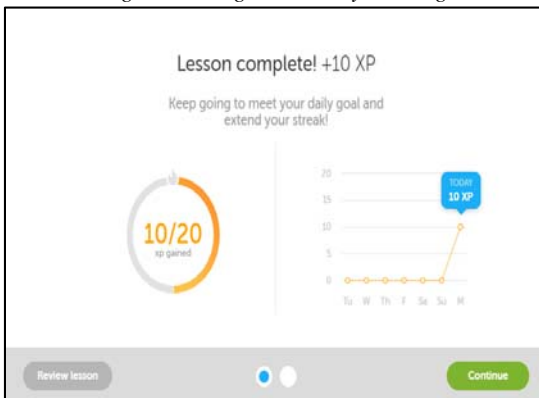 Lesson complete! +10 XP
Keep going to meet your daily goal and
extend your streak!
10/20
xp gained
20
15
10
5
0
TODAY
10 XP
Tu W Th F Sa Su M
Review lesson
Continue